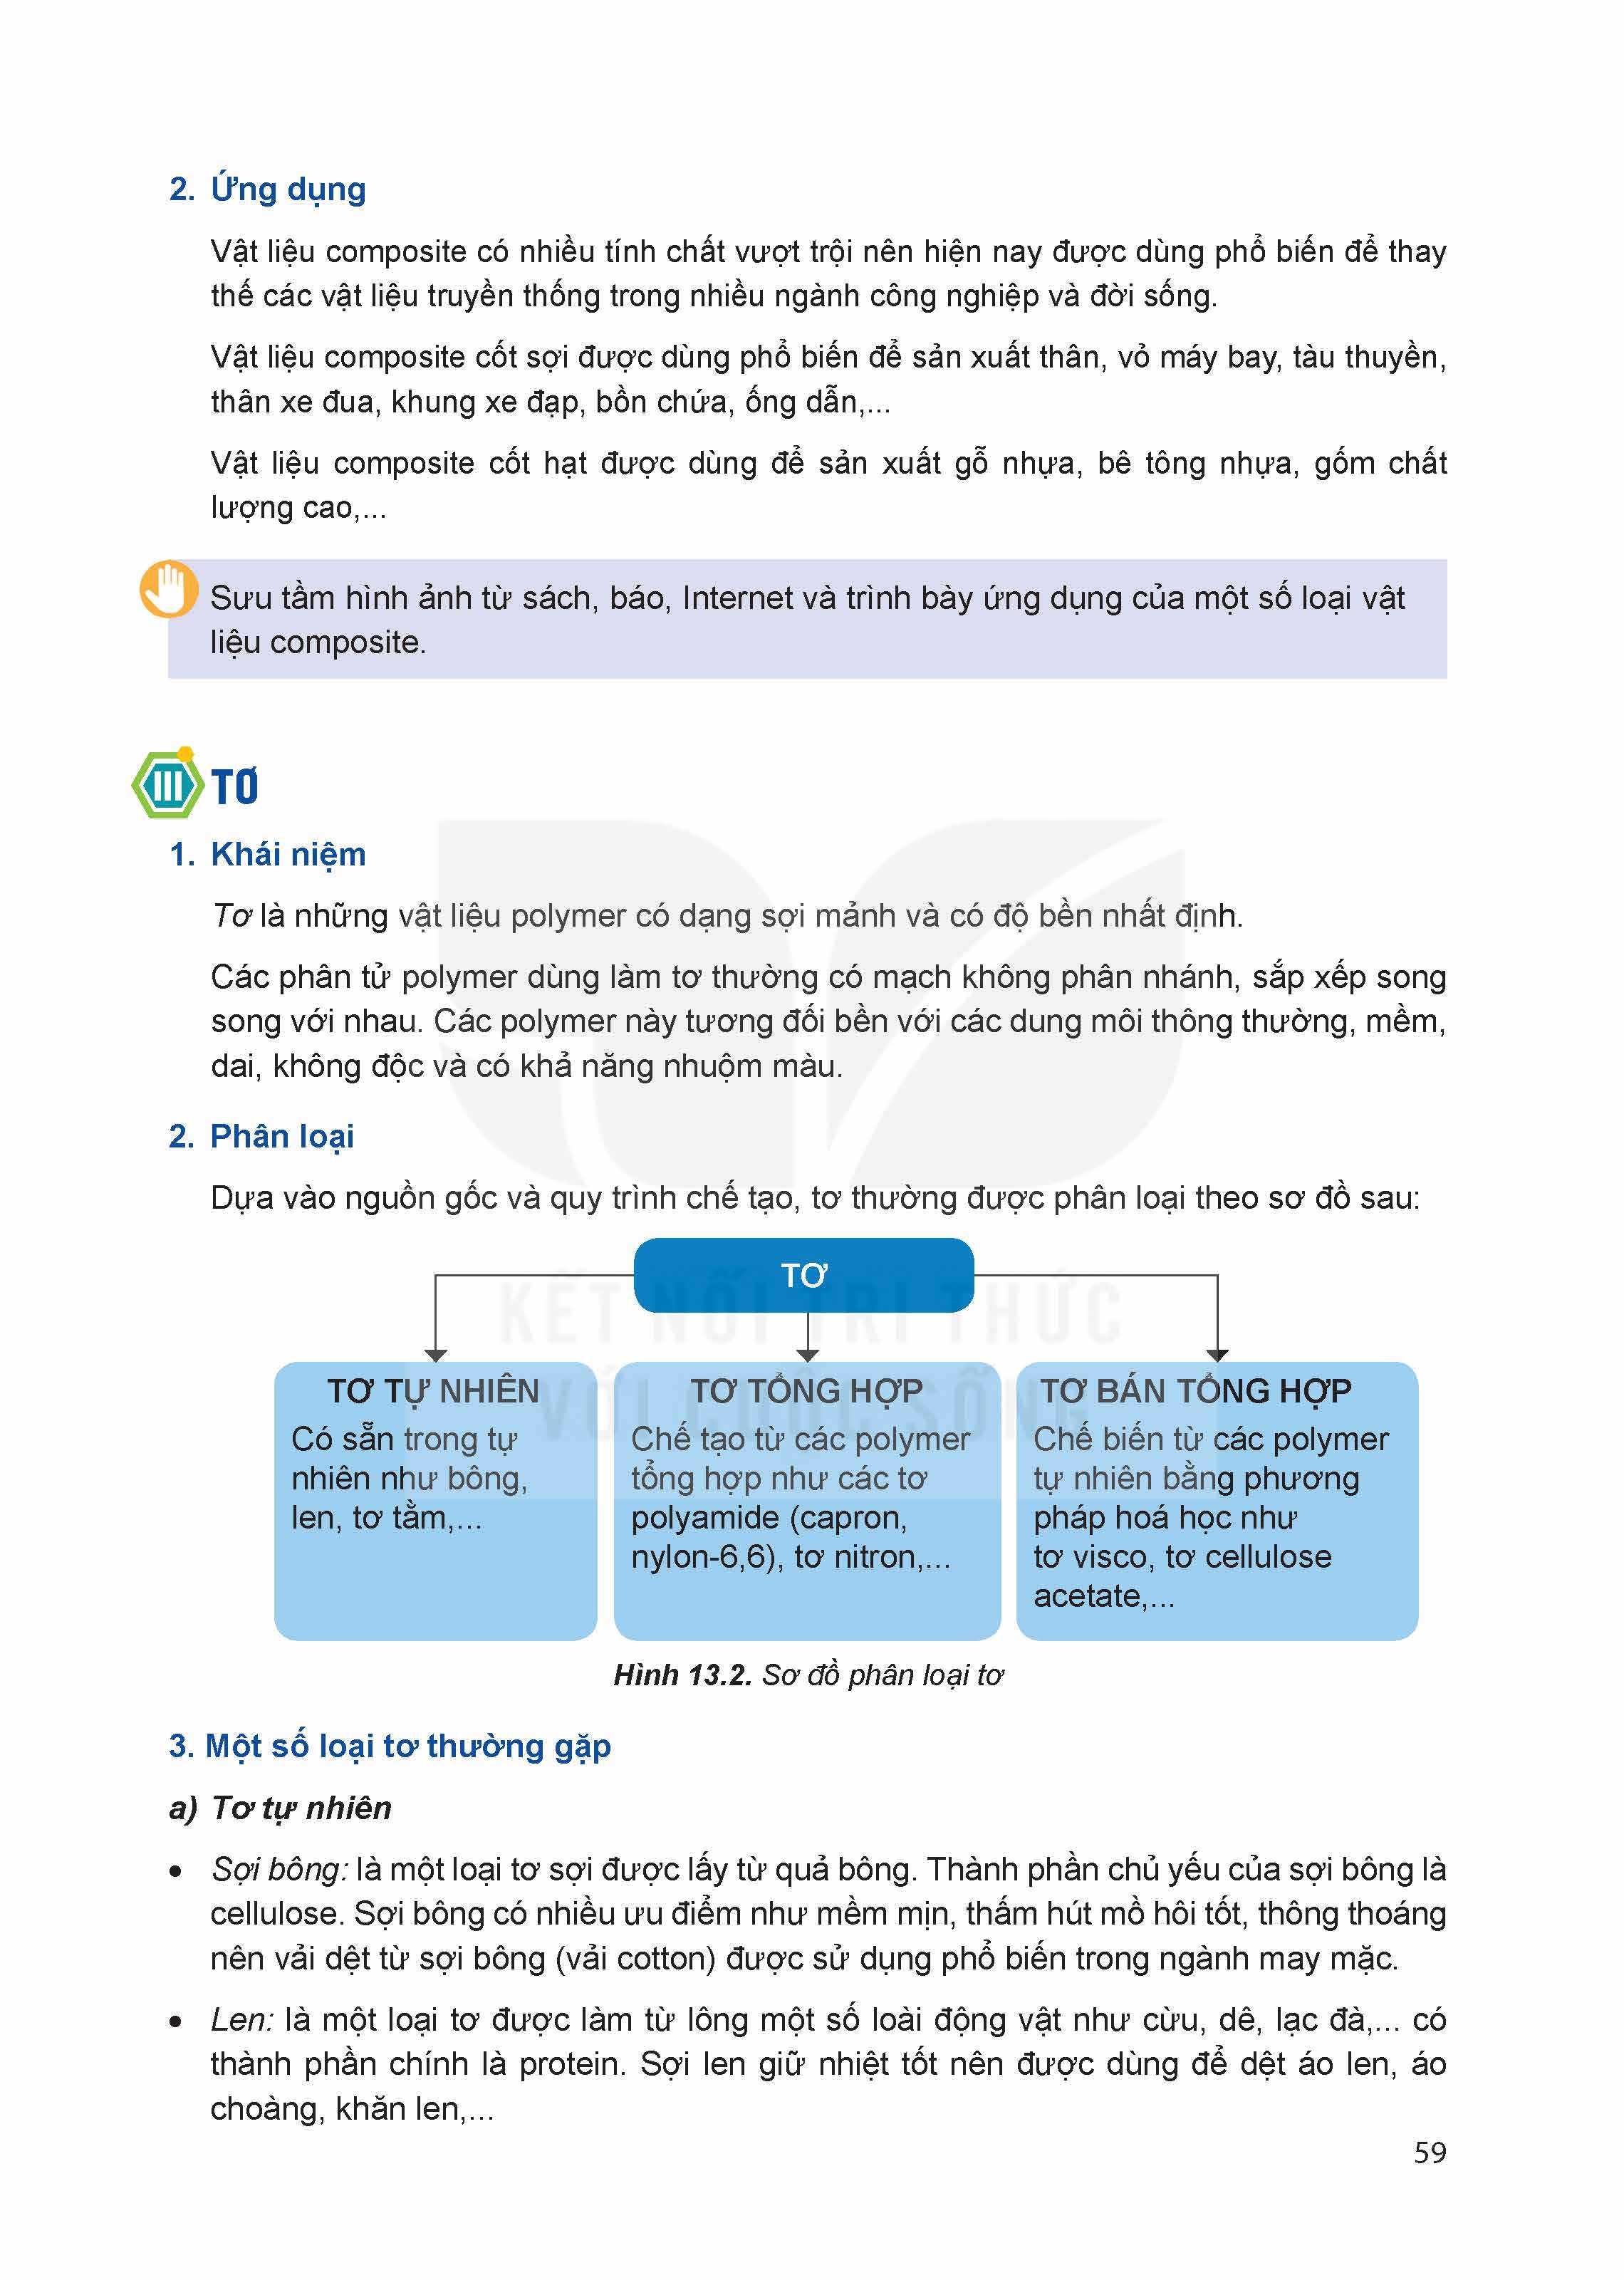 2. Ứng dụng
Vật liệu composite có nhiều tính chất vượt trội nên hiện nay được dùng phổ biến để thay
thế các vật liệu truyền thống trong nhiều ngành công nghiệp và đời sống.
Vật liệu composite cốt sợi được dùng phổ biến để sản xuất thân, vỏ máy bay, tàu thuyền,
thân xe đua, khung xe đạp, bồn chứa, ống dẫn,...
Vật liệu composite cốt hạt được dùng để sản xuất gỗ nhựa, bê tông nhựa, gốm chất
lượng cao,...
Sưu tầm hình ảnh từ sách, báo, Internet và trình bày ứng dụng của một số loại vật
liệu composite.
III TƠ
1. Khái niệm
Tơ là những vật liệu polymer có dạng sợi mảnh và có độ bền nhất định.
Các phân tử polymer dùng làm tơ thường có mạch không phân nhánh, sắp xếp song
song với nhau. Các polymer này tương đối bền với các dung môi thông thường, mềm,
dai, không độc và có khả năng nhuộm màu.
2. Phân loại
Dựa vào nguồn gốc và quy trình chế tạo, tơ thường được phân loại theo sơ đồ sau:
TƠ
KẾT NỐI TRI THỨC
VỚI CUỘC SỐNG
TƠ TỰ NHIÊN
Có sẵn trong tự
nhiên như bông,
len, tơ tằm,...
TƠ TỔNG HỢP
Chế tạo từ các polymer
tổng hợp như các tơ
polyamide (capron,
nylon-6,6), tơ nitron,...
TƠ BÁN TỔNG HỢP
Chế biến từ các polymer
tự nhiên bằng phương
pháp hoá học như
tơ visco, tơ cellulose
acetate,...
Hình 13.2. Sơ đồ phân loại tơ
3. Một số loại tơ thường gặp
a) Tơ tự nhiên
• Sợi bông: là một loại tơ sợi được lấy từ quả bông. Thành phần chủ yếu của sợi bông là
cellulose. Sợi bông có nhiều ưu điểm như mềm mịn, thấm hút mồ hôi tốt, thông thoáng
nên vải dệt từ sợi bông (vải cotton) được sử dụng phổ biến trong ngành may mặc.
• Len: là một loại tơ được làm từ lông một số loài động vật như cừu, dê, lạc đà,... có
thành phần chính là protein. Sợi len giữ nhiệt tốt nên được dùng để dệt áo len, áo
choàng, khăn len,...
59